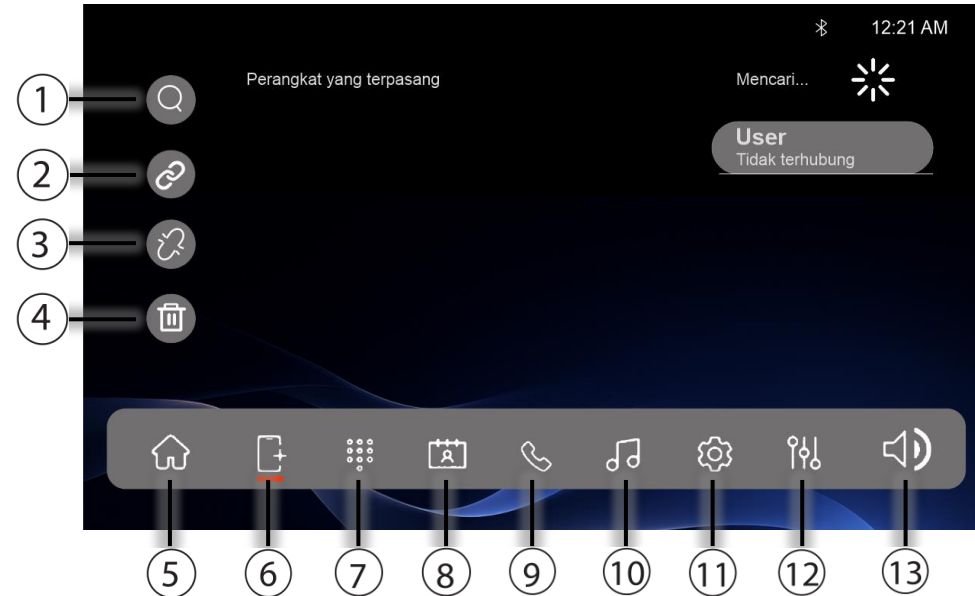 12:21 AM
Perangkat yang terpasang
Mencari...
User
Tidak terhubung
1
2
3
4
5
6
7
8
9
10
11
12
13